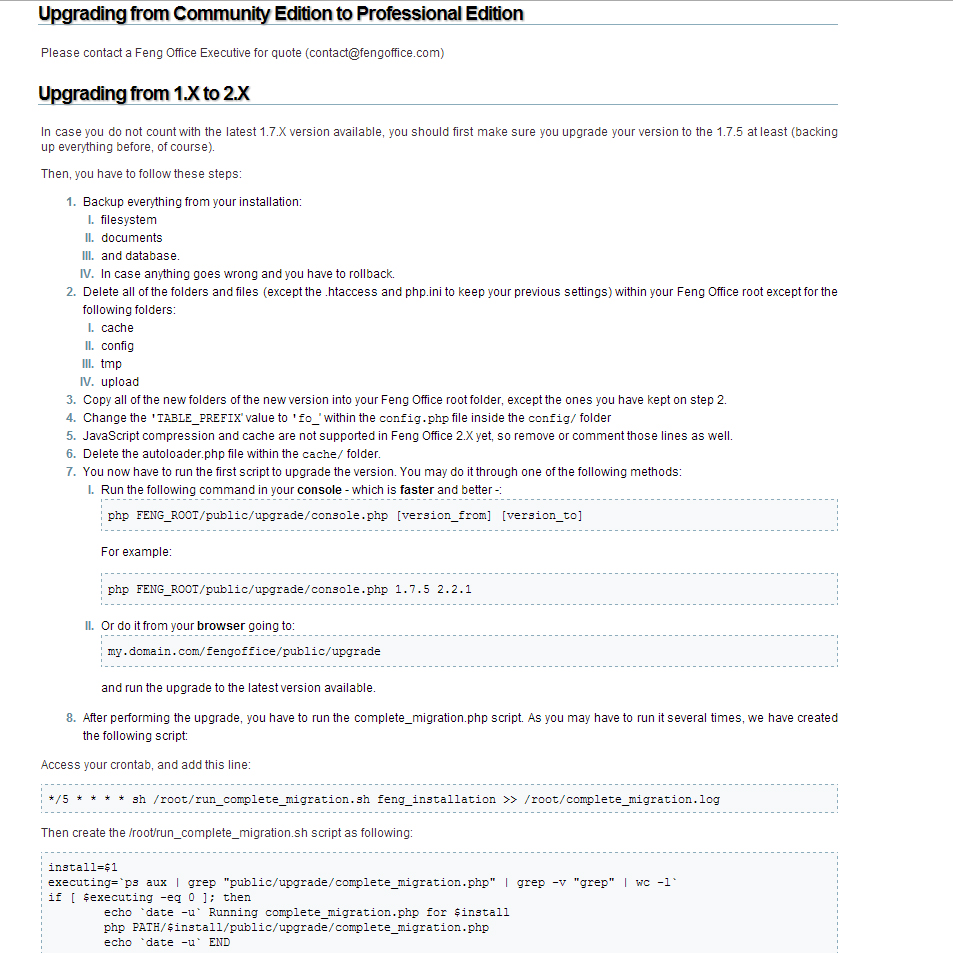 Upgrading from Community Edition to Professional Edition
Please contact a Feng Office Executive for quote (contact@fengoffice.com)
Upgrading from 1.X to 2.X
In case you do not count with the latest 1.7.X version available, you should first make sure you upgrade your version to the 1.7.5 at least (backing
up everything before, of course).
Then, you have to follow these steps:
1. Backup everything from your installation:
I. filesystem
II. documents
III. and database.
IV. In case anything goes wrong and you have to rollback.
2. Delete all of the folders and files (except the .htaccess and php.ini to keep your previous settings) within your Feng Office root except for the
following folders:
I. cache
II. config
III. tmp
IV. upload
3. Copy all of the new folders of the new version into your Feng Office root folder, except the ones you have kept on step 2.
4. Change the 'TABLE_PREFIX' value to 'fo_' within the config.php file inside the config/ folder
5. JavaScript compression and cache are not supported in Feng Office 2.X yet, so remove or comment those lines as well.
6. Delete the autoloader.php file within the cache/ folder.
7. You now have to run the first script to upgrade the version. You may do it through one of the following methods:
I. Run the following command in your console - which is faster and better -:
php FENG_ROOT/public/upgrade/console.php [version_from] [version_to]
For example:
php FENG_ROOT/public/upgrade/console.php 1.7.5 2.2.1
II. Or do it from your browser going to:
my.domain.com/fengoffice/public/upgrade
and run the upgrade to the latest version available.
8. After performing the upgrade, you have to run the complete_migration.php script. As you may have to run it several times, we have created
the following script:
Access your crontab, and add this line:
*/5 * * * * sh /root/run_complete_migration.sh feng_installation >> /root/complete_migration.log
Then create the /root/run_complete_migration.sh script as following:
install=$1
executing=`ps aux | grep "public/upgrade/complete_migration.php" | grep -v "grep" | wc -l`
if [ $executing -eq 0 ]; then
echo `date -u` Running complete_migration.php for $install
php PATH/$install/public/upgrade/complete_migration.php
echo `date -u` END